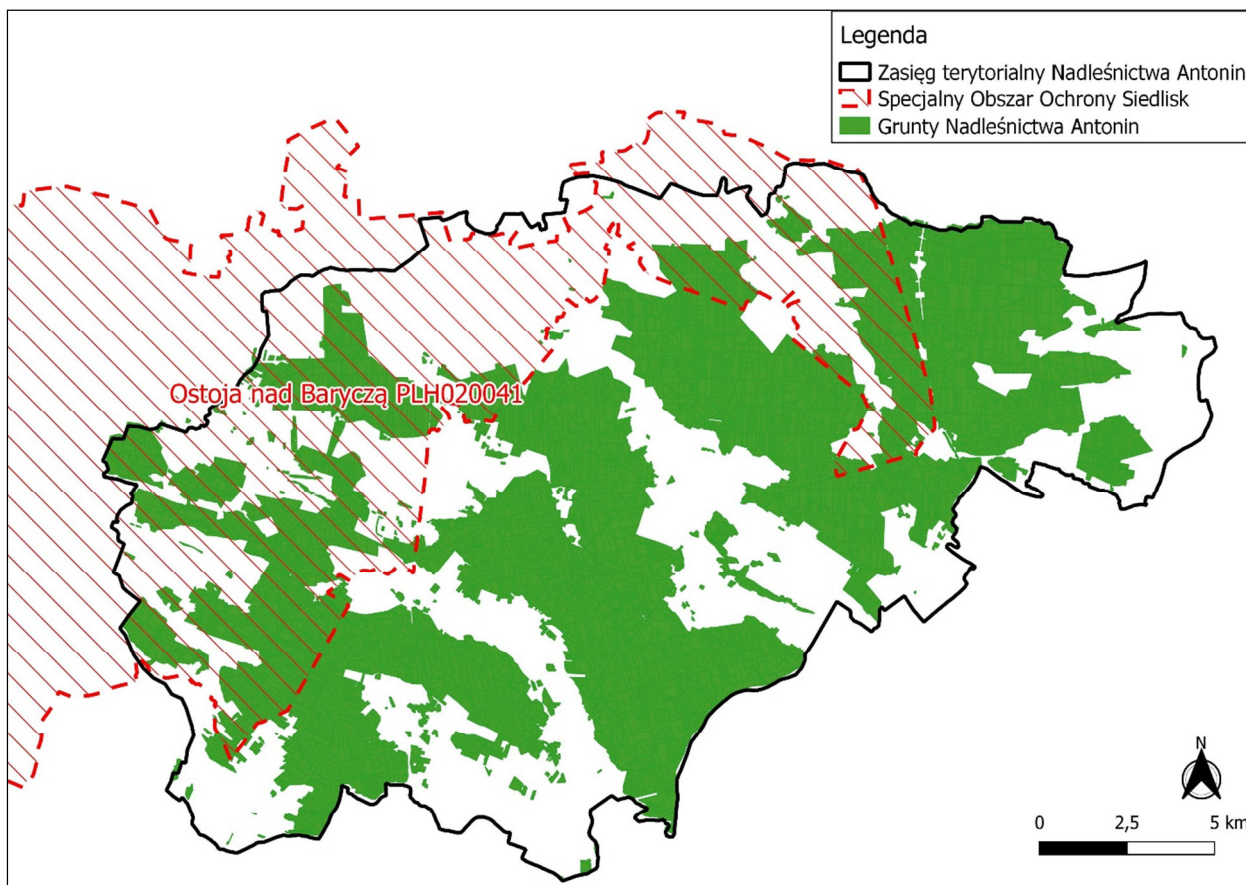 Legenda
Zasięg terytorialny Nadleśnictwa Antonin
Specjalny Obszar Ochrony Siedlisk
Grunty Nadleśnictwa Antonin
Ostoja nad Baryczą PLH020041
N
0 2,5 5 km